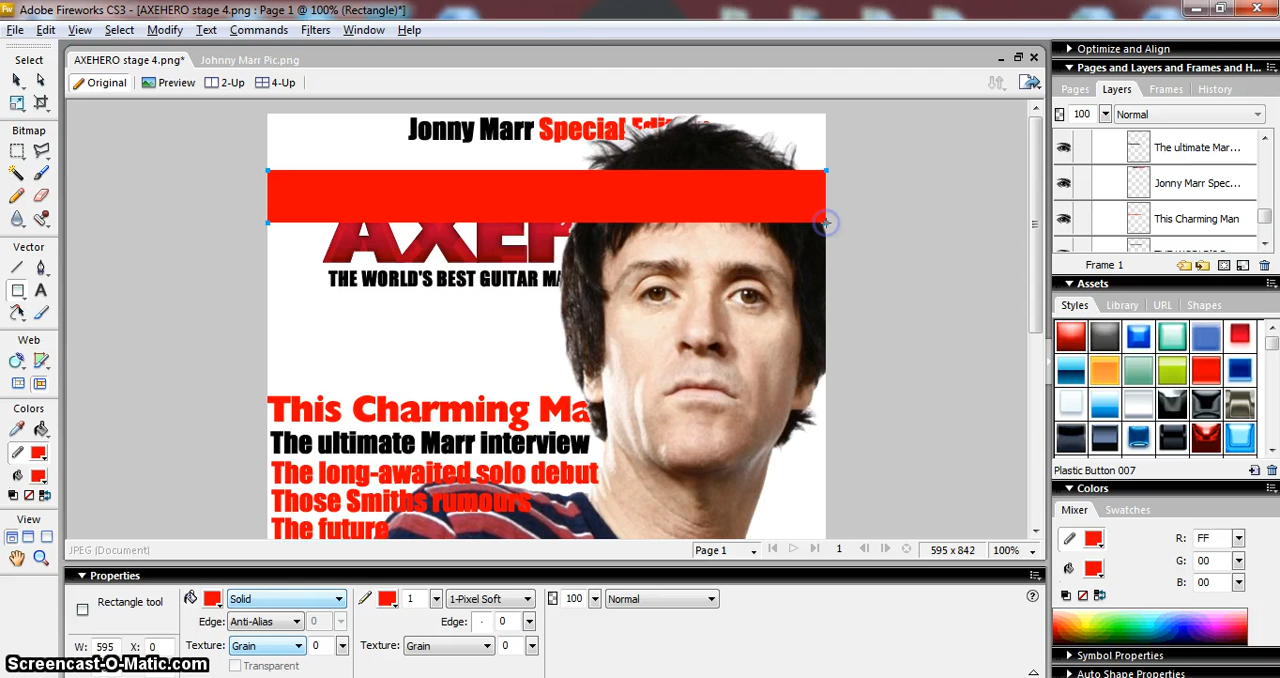 Adobe Fireworks CS3 - [AXEHERO stage 4.png : Page 1 @ 100% (Rectangle)*]
File Edit View Select Modify Text Commands Filters Window Help
Select
Bitmap
Vector
Web
Colors
View
AXEHERO stage 4.png* Johnny Marr Pic.png
Original Preview 2-Up 4-Up
Jonny Marr Special Edi
THE WORLD'S BEST GUITAR MA
This Charming Ma
The ultimate Marr interview
The long-awaited solo debut
Those Smiths rumours
The future
JPEG (Document) Page 1 1 595 x 842 100%
Properties
Rectangle tool
Solid 1 1-Pixel Soft 100 Normal
Edge: Anti-Alias 0 Edge: 0
W: 595 X: 0 Texture: Grain 0 Texture: Grain 0
Transparent
Screencast-O-Matic.com
Optimize and Align
Pages and Layers and Frames and H...
Pages Layers Frames History
100 Normal
The ultimate Mar...
Jonny Marr Spec...
This Charming Man
Frame 1
Assets
Styles Library URL Shapes
Plastic Button 007
Colors
Mixer Swatches
R: FF
G: 00
B: 00
Symbol Properties
Auto Shape Properties